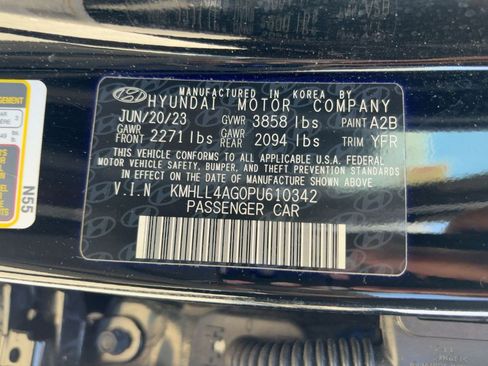 MANUFACTURED IN KOREA BY
HYUNDAI MOTOR COMPANY
JUN/20/23 GVWR 3858 lbs PAINT A2B
GAWR FRONT 2271 lbs GAWR REAR 2094 lbs TRIM YFR
THIS VEHICLE CONFORMS TO ALL APPLICABLE U.S.A. FEDERAL
MOTOR VEHICLE SAFETY, BUMPER, AND THEFT PREVENTION STANDARDS
IN EFFECT ON THE DATE OF MANUFACTURE SHOWN ABOVE.
V.I.N KMHLL4AG0PU610342
PASSENGER CAR
N55